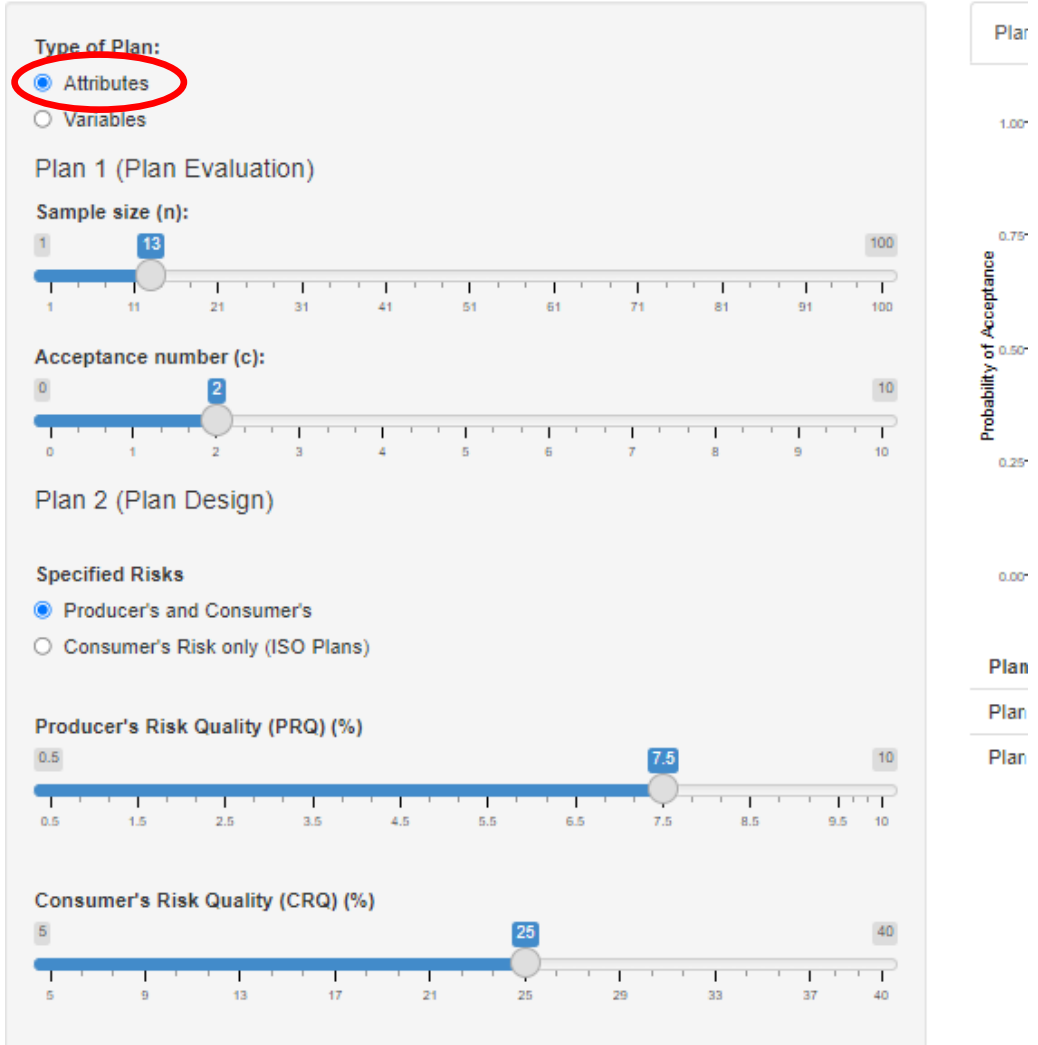 Type of Plan:
Attributes
Variables
Plan 1 (Plan Evaluation)
Sample size (n):
1 13 100
1 11 21 31 41 51 61 71 81 91 100
Acceptance number (c):
0 2 10
0 1 2 3 4 5 6 7 8 9 10
Plan 2 (Plan Design)
Specified Risks
Producer's and Consumer's
Consumer's Risk only (ISO Plans)
Producer's Risk Quality (PRQ) (%)
0.5 7.5 10
0.5 1.5 2.5 3.5 4.5 5.5 6.5 7.5 8.5 9.5 10
Consumer's Risk Quality (CRQ) (%)
5 25 40
5 9 13 17 21 25 29 33 37 40
Plan
1.00
0.75
0.50
0.25
0.00
Probability of Acceptance
Plan
Plan
Plan